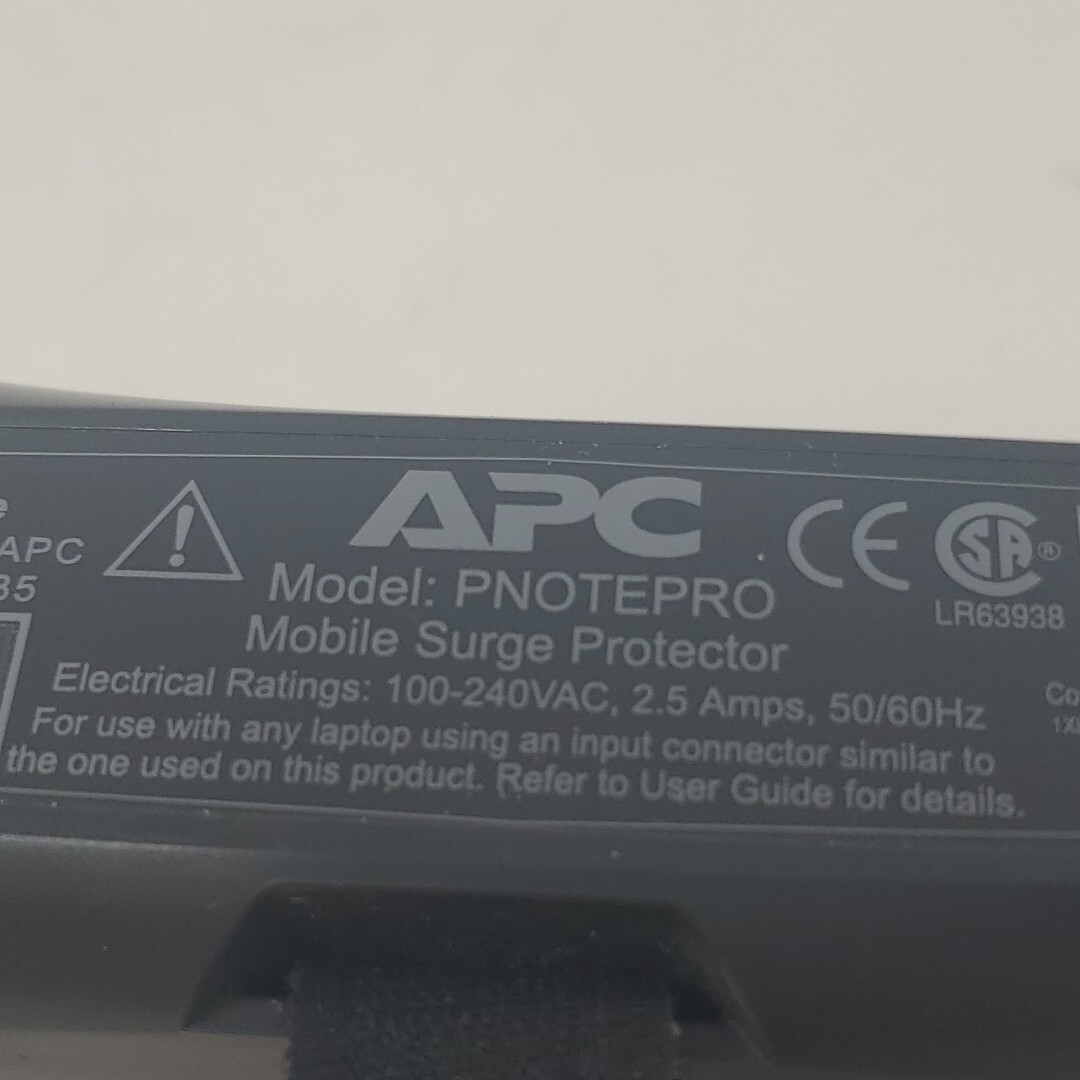 APC
35
APC
Model: PNOTEPRO
Mobile Surge Protector
Electrical Ratings: 100-240VAC, 2.5 Amps, 50/60Hz
For use with any laptop using an input connector similar to
the one used on this product. Refer to User Guide for details.
CE
SA ®
LR63938